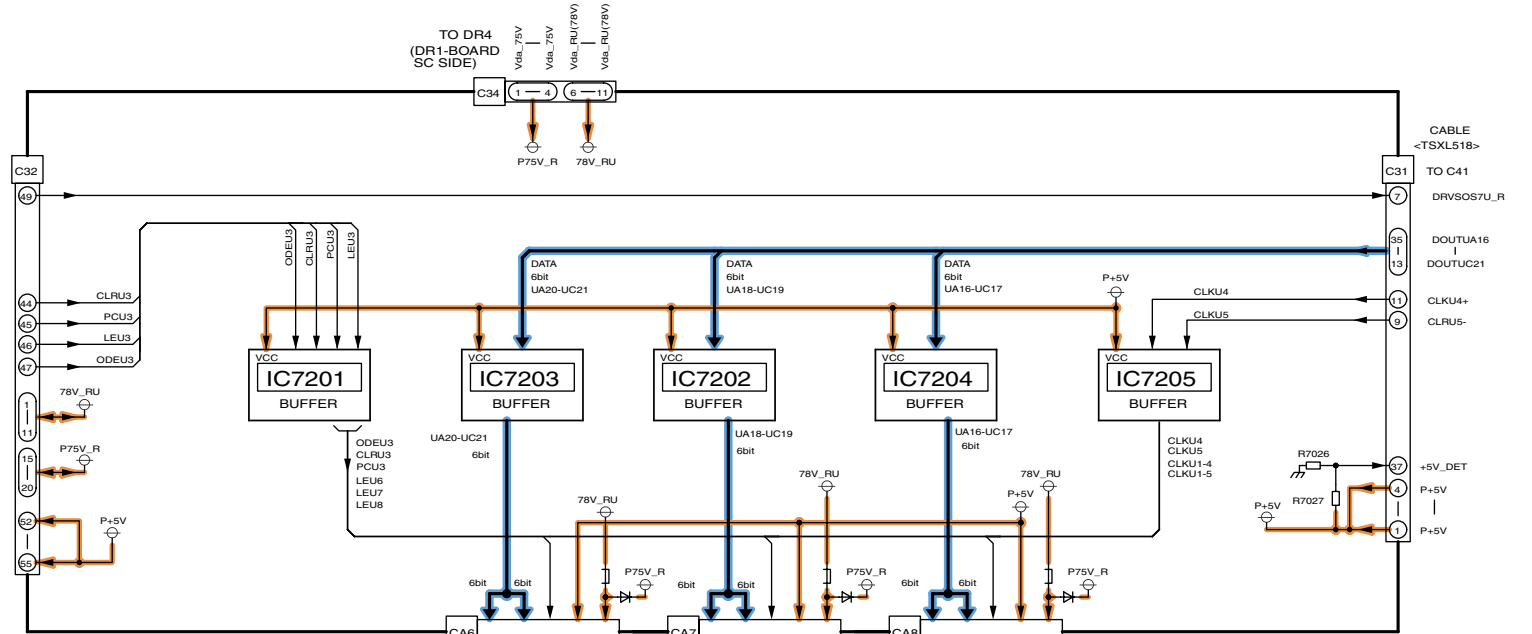 TO DR4
(DR1-BOARD
SC SIDE)
Vda_75V
Vda_75V
Vda_RU(78V)
Vda_RU(78V)
C34
1
4
6
11
P75V_R
78V_RU
CABLE
<TSXL518>
C32
C31
TO C41
49
7
DRVSOS7U_R
ODEU3
CLRU3
PCU3
LEU3
35
13
DOUTUA16
DOUTUC21
DATA
6bit
UA20-UC21
DATA
6bit
UA18-UC19
DATA
6bit
UA16-UC17
P+5V
44
CLRU3
45
PCU3
46
LEU3
47
ODEU3
CLKU4
11
CLKU4+
CLKU5
9
CLRU5-
VCC
IC7201
BUFFER
VCC
IC7203
BUFFER
VCC
IC7202
BUFFER
VCC
IC7204
BUFFER
VCC
IC7205
BUFFER
1
11
78V_RU
15
20
P75V_R
52
55
P+5V
ODEU3
CLRU3
PCU3
LEU6
LEU7
LEU8
UA20-UC21
6bit
UA18-UC19
6bit
UA16-UC17
6bit
CLKU4
CLKU5
CLKU1-4
CLKU1-5
R7026
R7027
37
+5V_DET
4
P+5V
1
P+5V
P+5V
78V_RU
78V_RU
P+5V
78V_RU
6bit
6bit
P75V_R
6bit
6bit
P75V_R
6bit
6bit
P75V_R
CA6
CA7
CA8